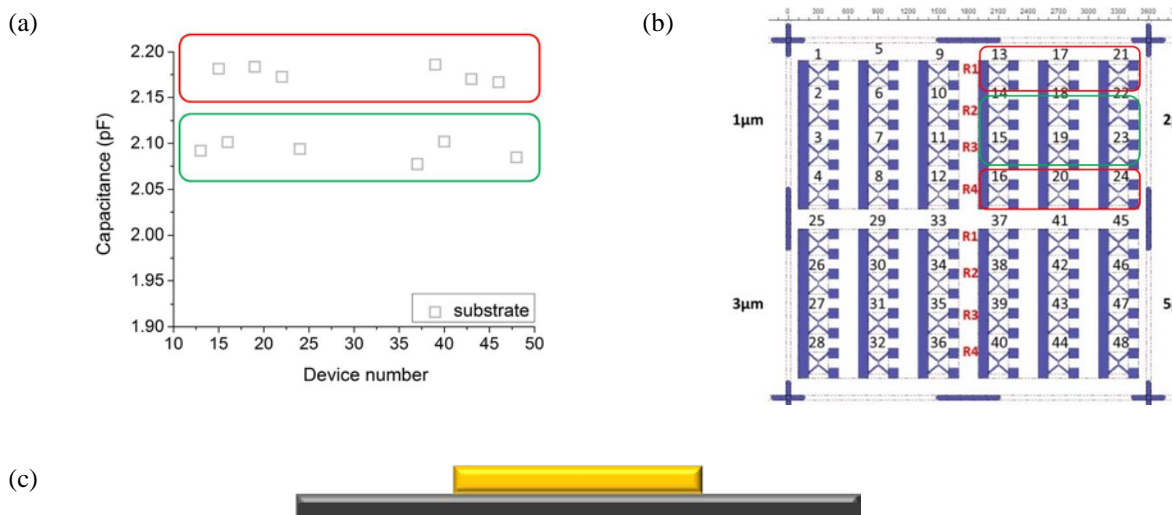 (a)
2.20
2.15
2.10
2.05
2.00
1.95
1.90
Capacitance (pF)
substrate
10 15 20 25 30 35 40 45 50
Device number
(b)
0 300 600 900 1200 1500 1800 2100 2400 2700 3000 3300 3600
1 5 9 R1 13 17 21
2 6 10 R2 14 18 22
1µm 2
3 7 11 R3 15 19 23
4 8 12 R4 16 20 24
25 29 33 R1 37 41 45
26 30 34 R2 38 42 46
3µm 5
27 31 35 R3 39 43 47
28 32 36 R4 40 44 48
(c)